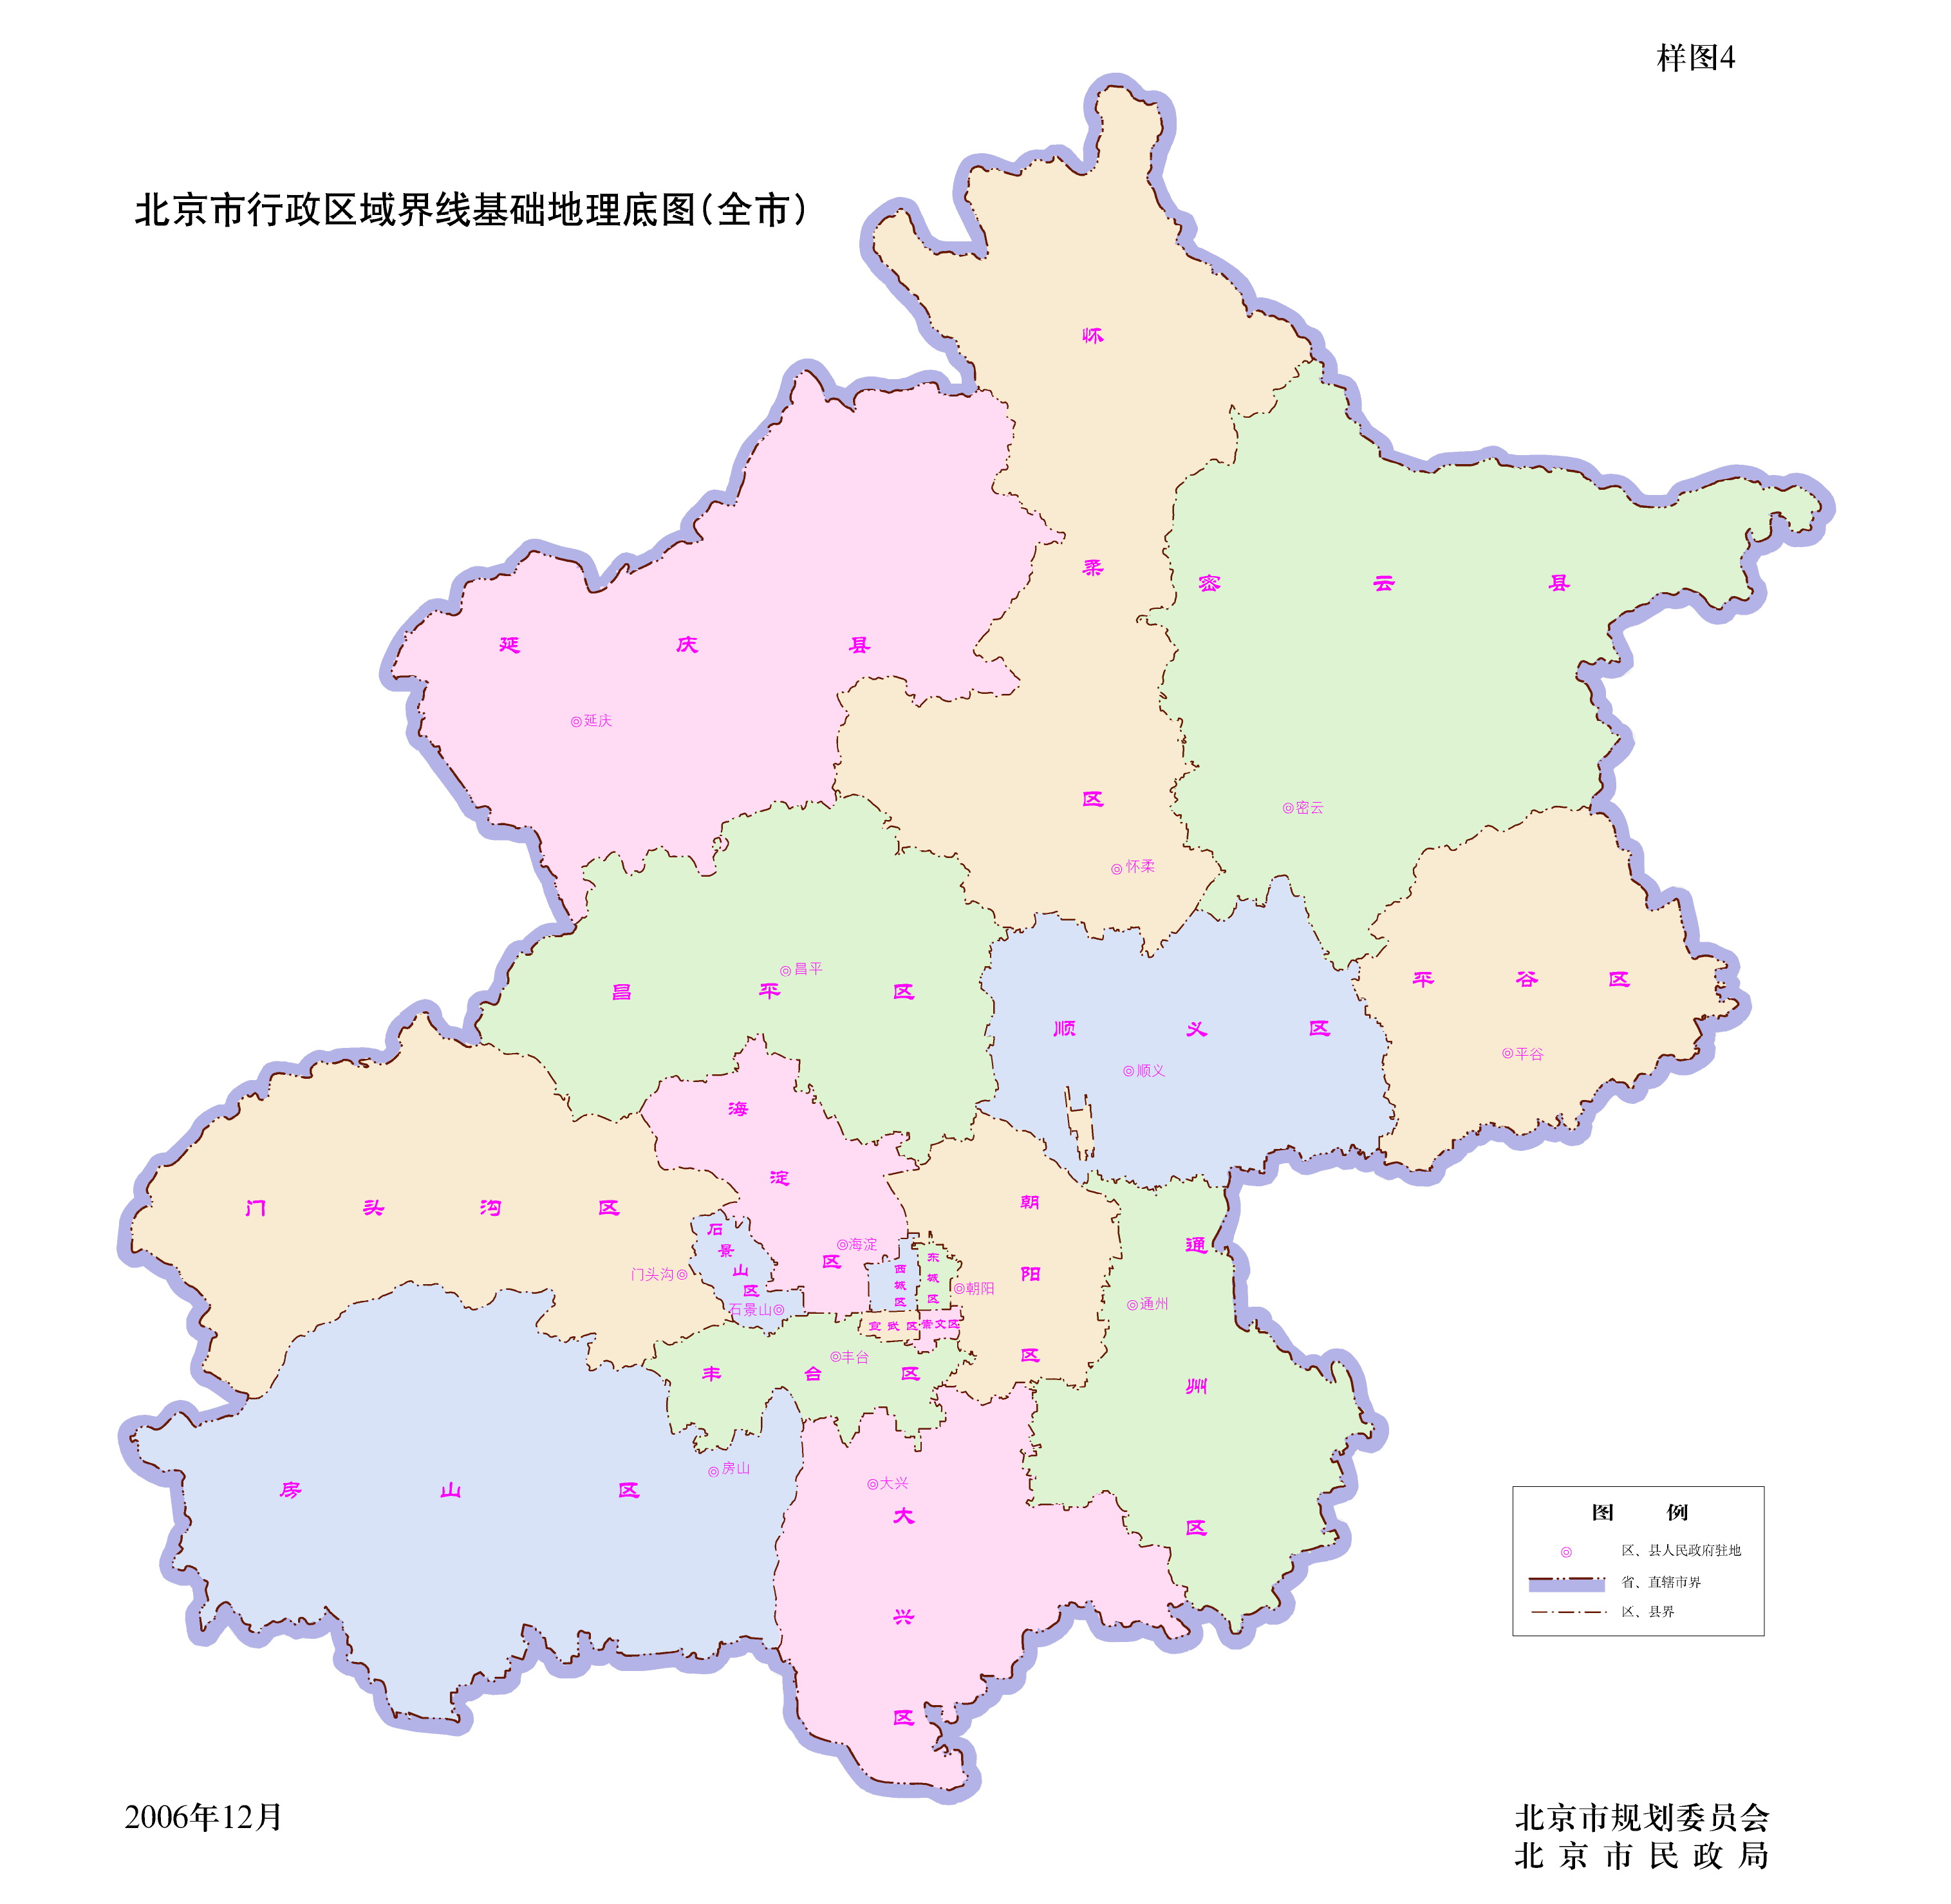 样图4
北京市行政区域界线基础地理底图(全市)
怀柔区
密云县
延庆县
◎延庆
◎密云
◎怀柔
昌平区
◎昌平
顺义区
◎顺义
平谷区
◎平谷
海淀区
◎海淀
门头沟区
门头沟◎
石景山区
石景山◎
西城区
东城区
朝阳区
◎朝阳
宣武区
崇文区
通州区
◎通州
丰台区
◎丰台
房山区
◎房山
大兴区
◎大兴
图例
◎ 区、县人民政府驻地
省、直辖市界
区、县界
2006年12月
北京市规划委员会
北京市民政局